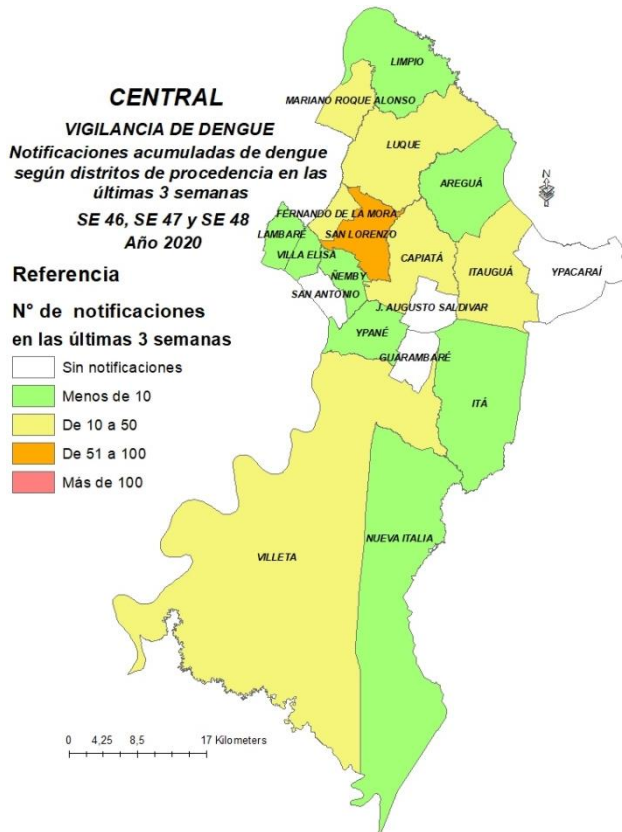 CENTRAL
VIGILANCIA DE DENGUE
Notificaciones acumuladas de dengue
según distritos de procedencia en las
últimas 3 semanas
SE 46, SE 47 y SE 48
Año 2020
Referencia
N° de notificaciones
en las últimas 3 semanas
Sin notificaciones
Menos de 10
De 10 a 50
De 51 a 100
Más de 100
LIMPIO
MARIANO ROQUE ALONSO
LUQUE
AREGUÁ
N
FERNANDO DE LA MORA
LAMBARÉ
SAN LORENZO
VILLA ELISA
CAPIATÁ
ITAUGUÁ
YPACARAÍ
ÑEMBY
SAN ANTONIO
J. AUGUSTO SALDIVAR
YPANÉ
GUARAMBARÉ
ITÁ
NUEVA ITALIA
VILLETA
0 4,25 8,5 17 Kilometers